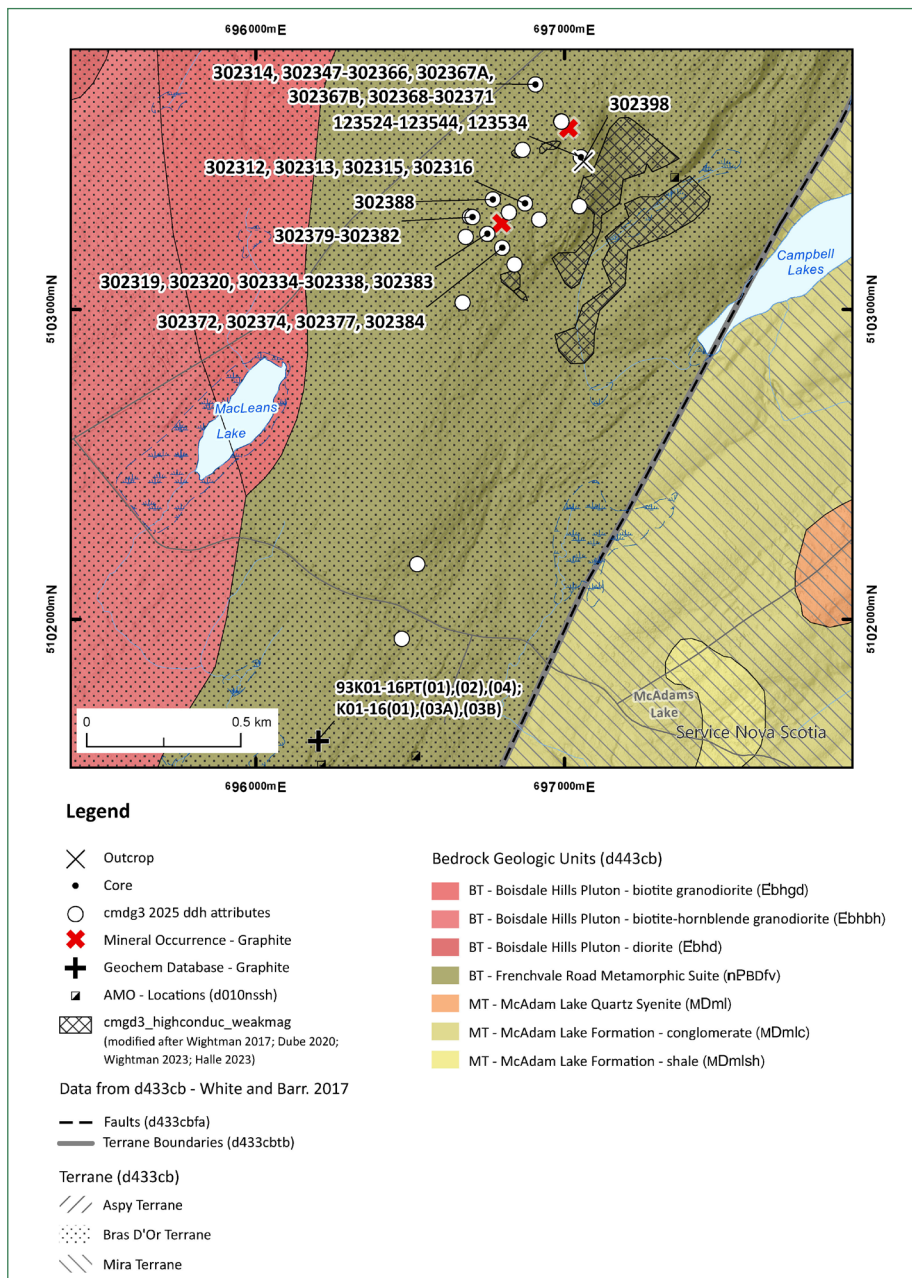 696000mE
697000mE
302314, 302347-302366, 302367A,
302367B, 302368-302371
302398
123524-123544, 123534
302312, 302313, 302315, 302316
302388
302379-302382
302319, 302320, 302334-302338, 302383
302372, 302374, 302377, 302384
5103000mN
5103000mN
Campbell
Lakes
MacLeans
Lake
5102000mN
5102000mN
93K01-16PT(01),(02),(04);
K01-16(01),(03A),(03B)
McAdams
Lake
Service Nova Scotia
0 0.5 km
696000mE
697000mE
Legend
Outcrop
Core
cmdg3 2025 ddh attributes
Mineral Occurrence - Graphite
Geochem Database - Graphite
AMO - Locations (d010nssh)
cmgd3_highconduc_weakmag
(modified after Wightman 2017; Dube 2020;
Wightman 2023; Halle 2023)
Data from d433cb - White and Barr. 2017
Faults (d433cbfa)
Terrane Boundaries (d433cbtb)
Terrane (d433cb)
Aspy Terrane
Bras D'Or Terrane
Mira Terrane
Bedrock Geologic Units (d443cb)
BT - Boisdale Hills Pluton - biotite granodiorite (Ꞓbhgd)
BT - Boisdale Hills Pluton - biotite-hornblende granodiorite (Ꞓbhbh)
BT - Boisdale Hills Pluton - diorite (Ꞓbhd)
BT - Frenchvale Road Metamorphic Suite (nPBDfv)
MT - McAdam Lake Quartz Syenite (MDml)
MT - McAdam Lake Formation - conglomerate (MDmlc)
MT - McAdam Lake Formation - shale (MDmlsh)